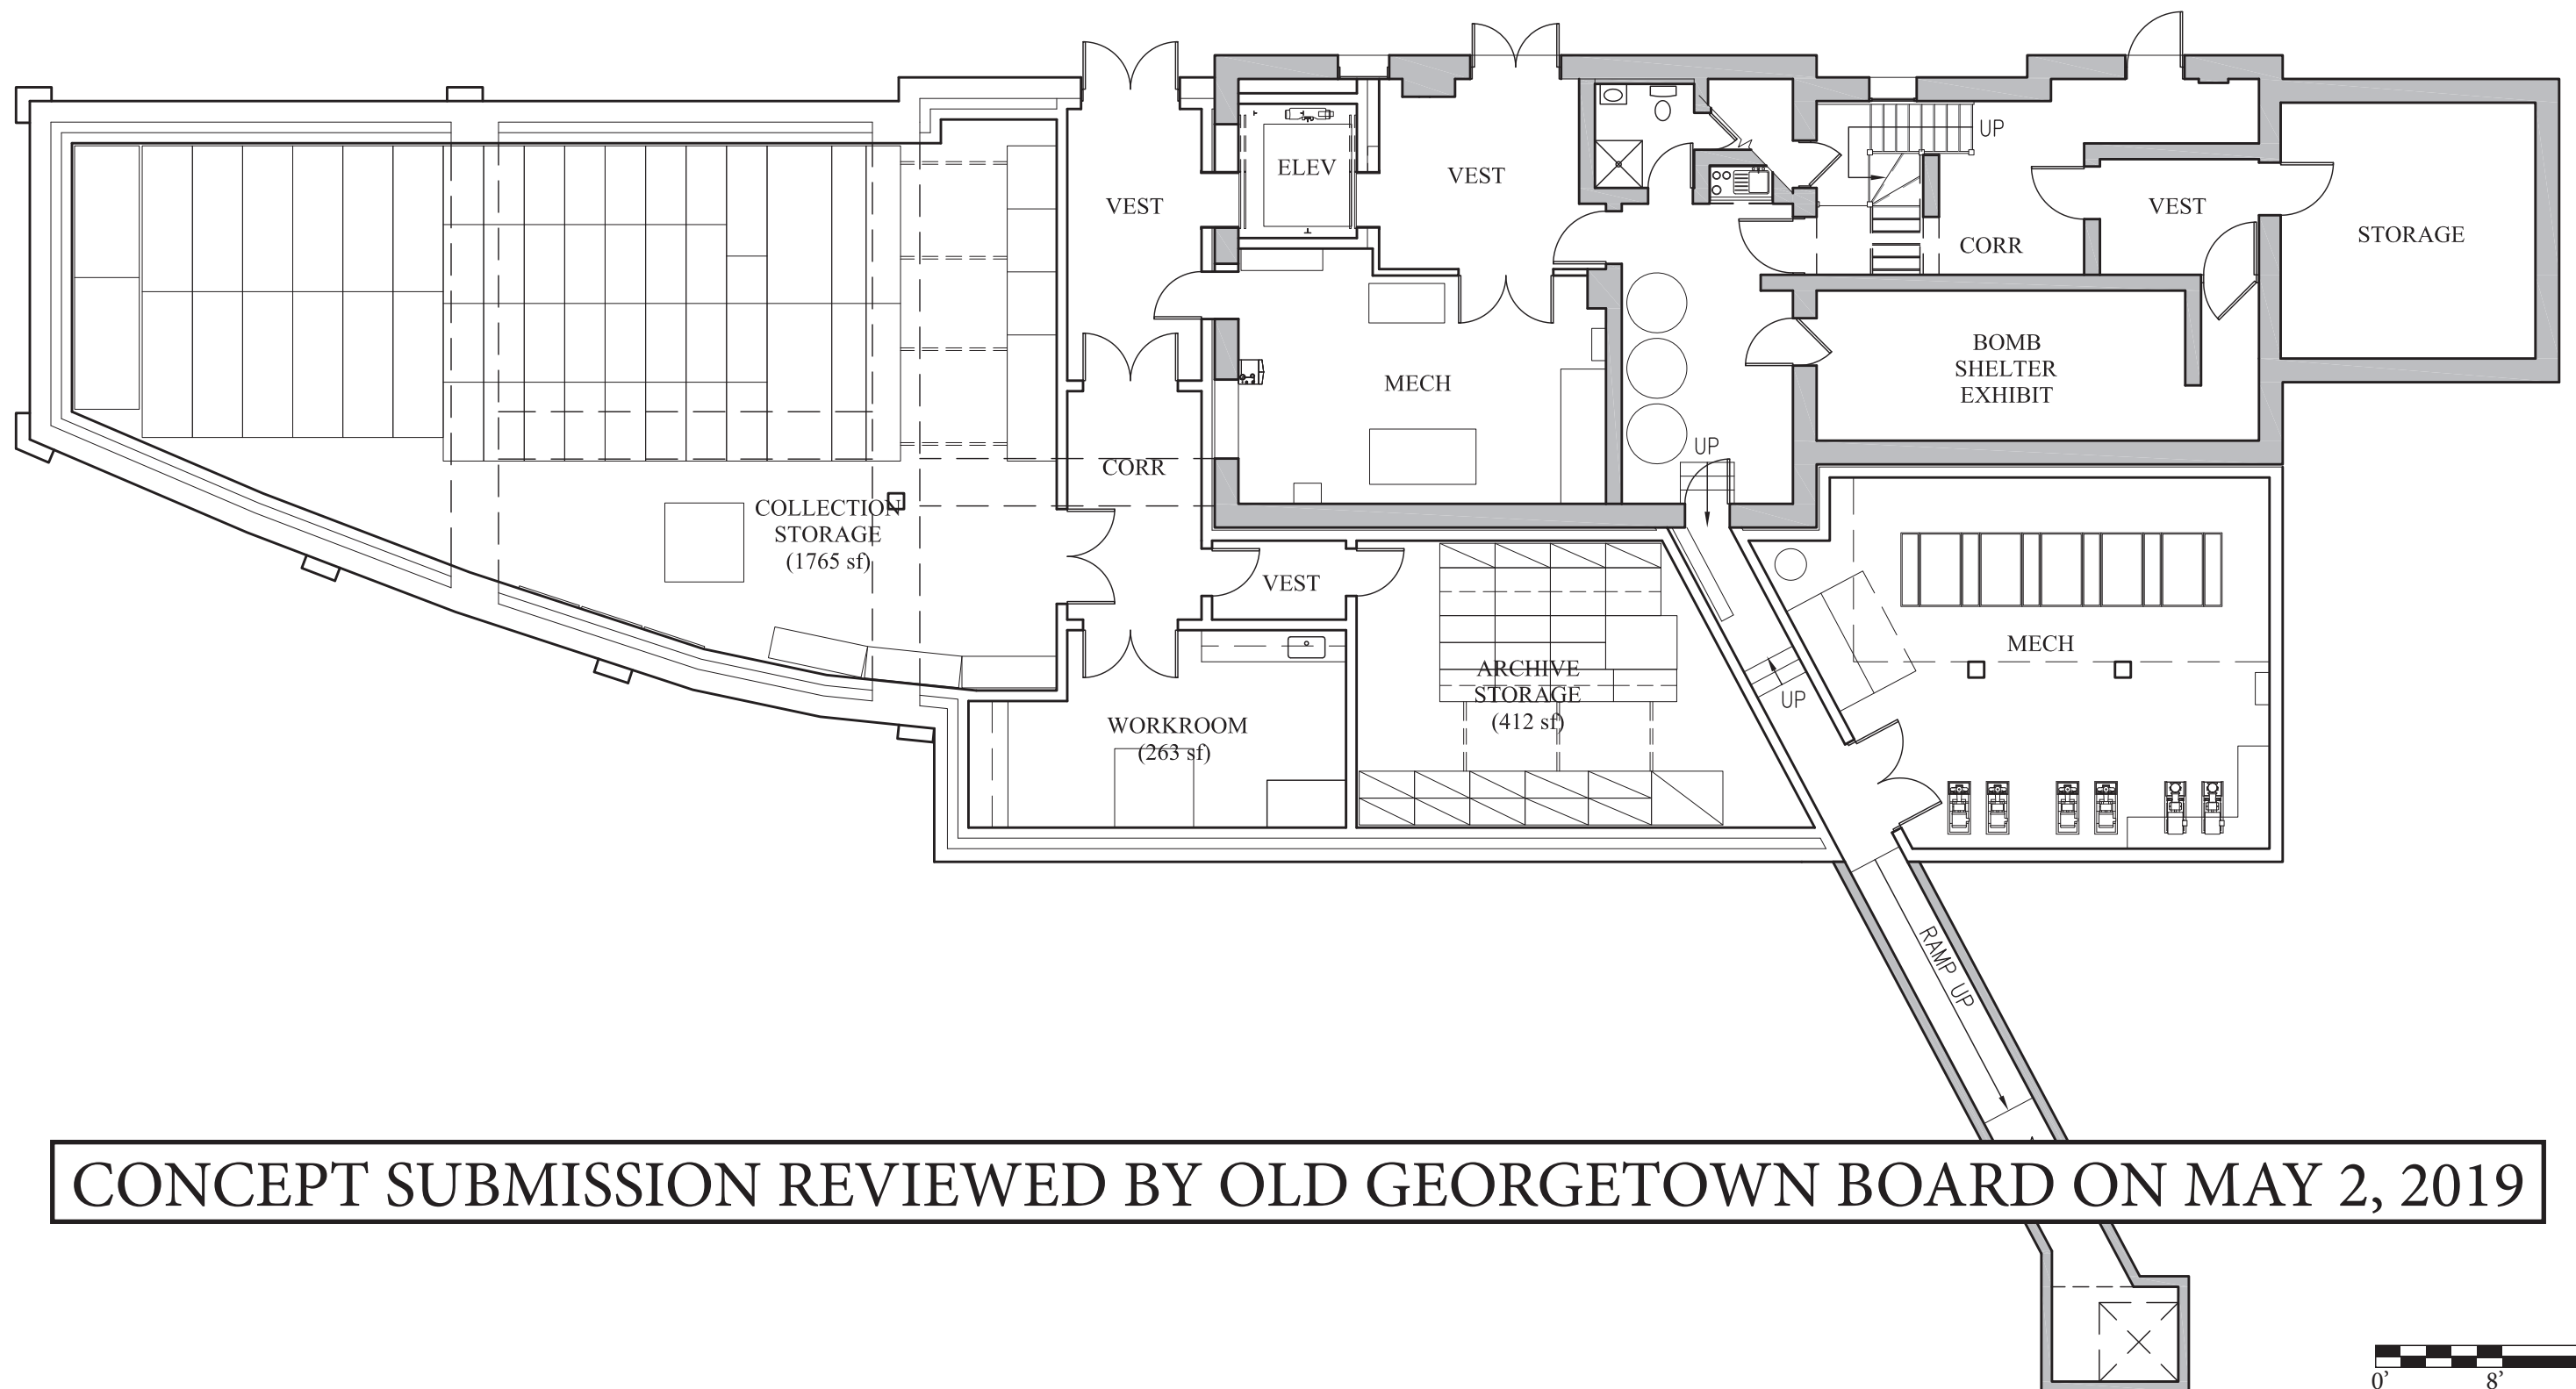 UP
ELEV
VEST
VEST
VEST
CORR
STORAGE
BOMB
SHELTER
EXHIBIT
MECH
UP
CORR
COLLECTION
STORAGE
(1765 sf)
VEST
MECH
ARCHIVE
STORAGE
(412 sf)
UP
WORKROOM
(263 sf)
RAMP UP
CONCEPT SUBMISSION REVIEWED BY OLD GEORGETOWN BOARD ON MAY 2, 2019
0' 8'